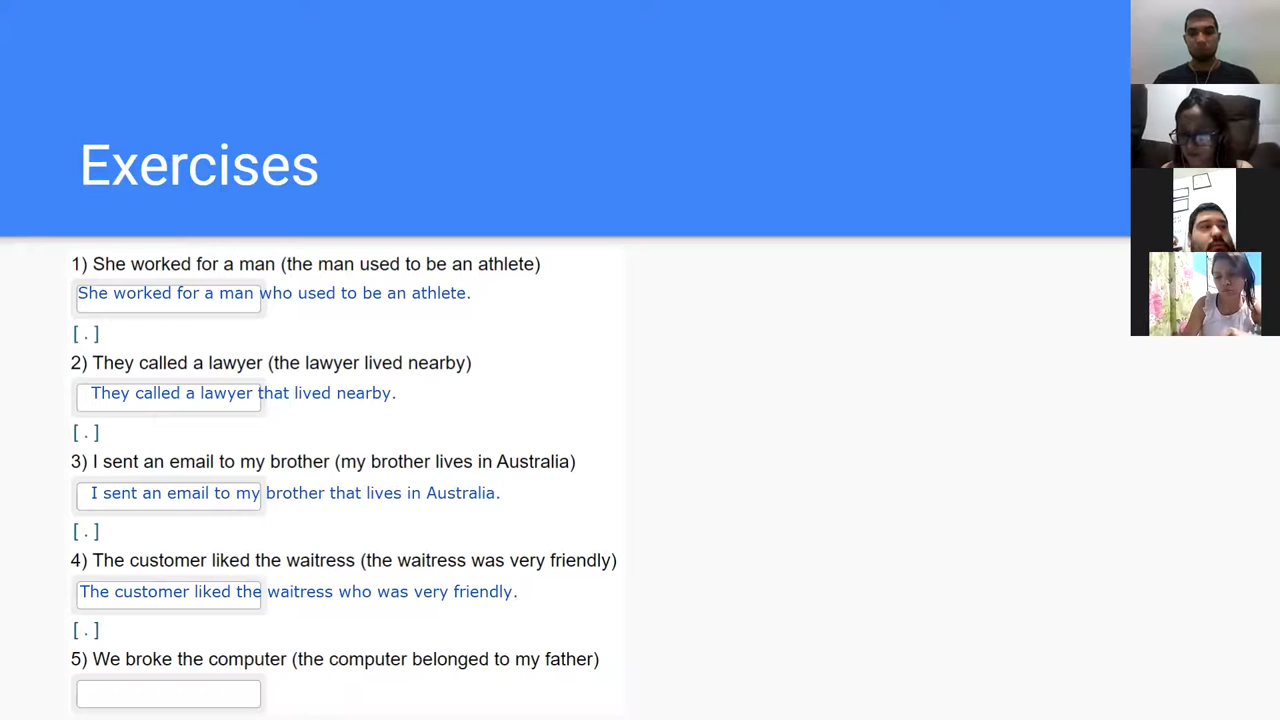 Exercises
1) She worked for a man (the man used to be an athlete)
She worked for a man who used to be an athlete.
[ . ]
2) They called a lawyer (the lawyer lived nearby)
They called a lawyer that lived nearby.
[ . ]
3) I sent an email to my brother (my brother lives in Australia)
I sent an email to my brother that lives in Australia.
[ . ]
4) The customer liked the waitress (the waitress was very friendly)
The customer liked the waitress who was very friendly.
[ . ]
5) We broke the computer (the computer belonged to my father)